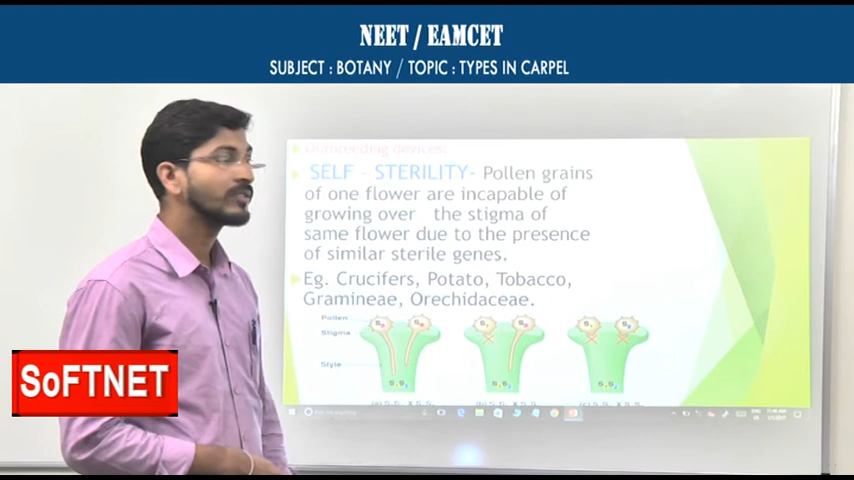 NEET / EAMCET
SUBJECT : BOTANY / TOPIC : TYPES IN CARPEL
Outbreeding devices:
SELF - STERILITY- Pollen grains
of one flower are incapable of
growing over the stigma of
same flower due to the presence
of similar sterile genes.
Eg. Crucifers, Potato, Tobacco,
Gramineae, Orechidaceae.
Pollen
Stigma
Style
SoFTNET